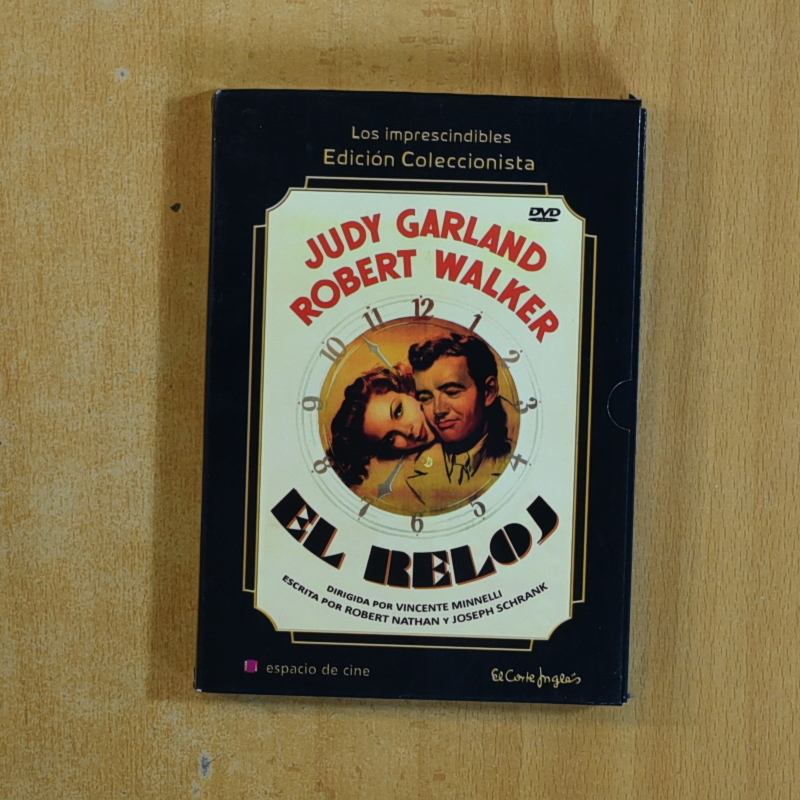 Los imprescindibles
Edición Coleccionista
DVD
JUDY GARLAND
ROBERT WALKER
12
1
2
3
4
5
6
7
8
9
10
11
EL RELOJ
DIRIGIDA POR VINCENTE MINNELLI
ESCRITA POR ROBERT NATHAN Y JOSEPH SCHRANK
espacio de cine
El Corte Inglés